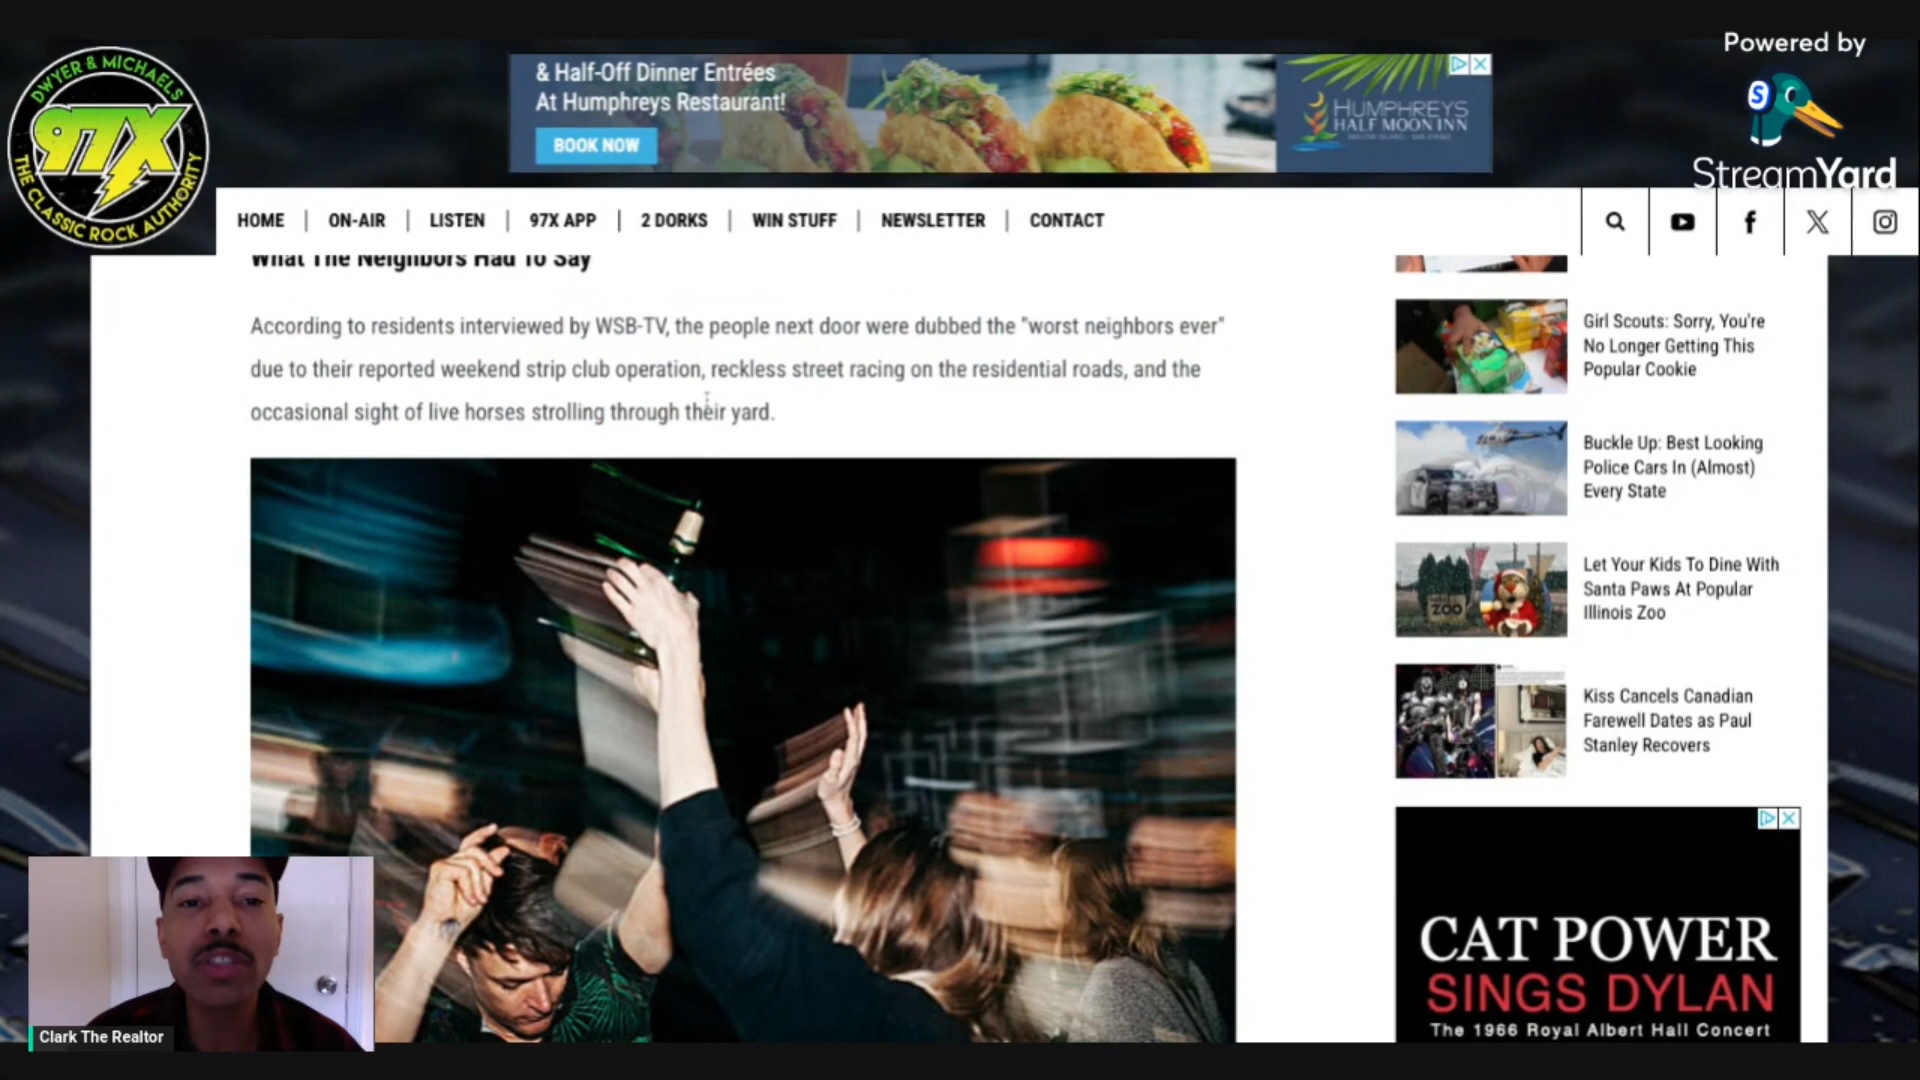 DWYER & MICHAELS
97X
THE CLASSIC ROCK AUTHORITY
& Half-Off Dinner Entrées
At Humphreys Restaurant!
BOOK NOW
HUMPHREYS
HALF MOON INN
Powered by
S
StreamYard
HOME | ON-AIR | LISTEN | 97X APP | 2 DORKS | WIN STUFF | NEWSLETTER | CONTACT
What The Neighbors Had To Say
According to residents interviewed by WSB-TV, the people next door were dubbed the "worst neighbors ever"
due to their reported weekend strip club operation, reckless street racing on the residential roads, and the
occasional sight of live horses strolling through their yard.
Girl Scouts: Sorry, You're
No Longer Getting This
Popular Cookie
Buckle Up: Best Looking
Police Cars In (Almost)
Every State
ZOO
Let Your Kids To Dine With
Santa Paws At Popular
Illinois Zoo
Kiss Cancels Canadian
Farewell Dates as Paul
Stanley Recovers
CAT POWER
SINGS DYLAN
The 1966 Royal Albert Hall Concert
Clark The Realtor